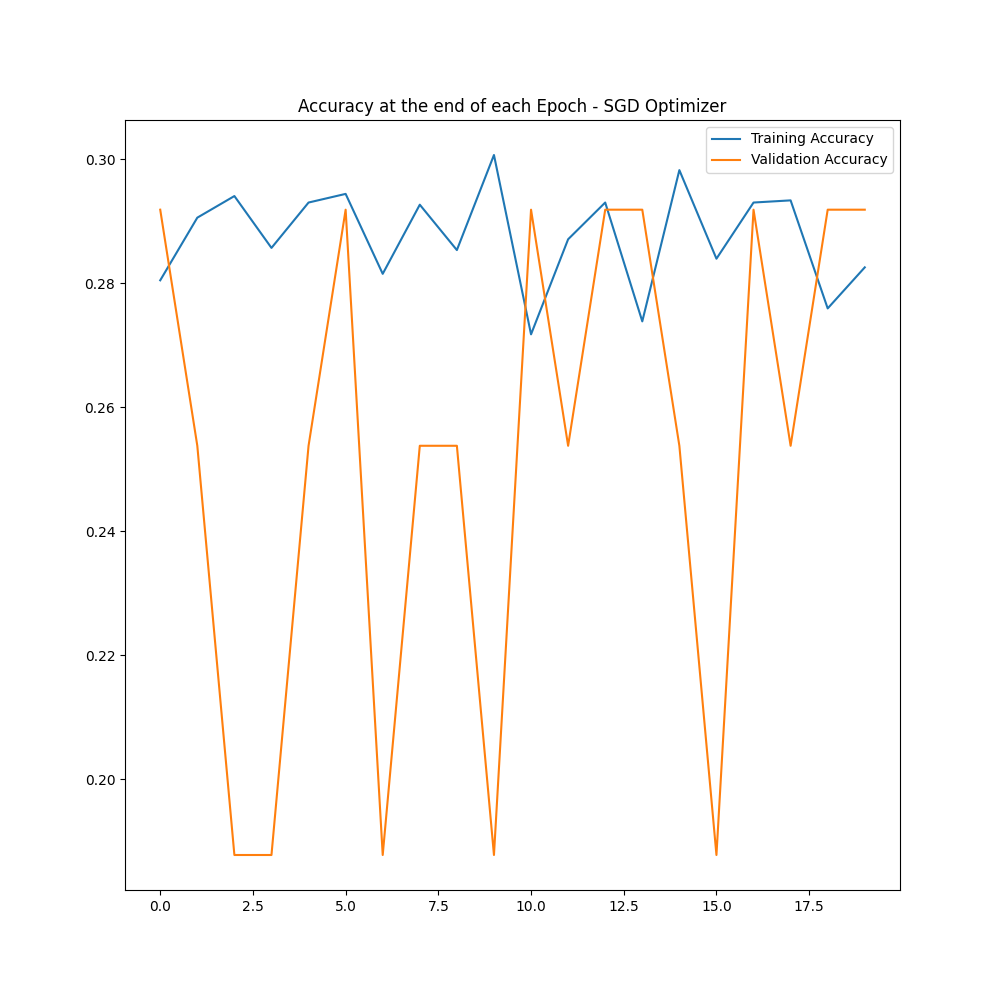 Accuracy at the end of each Epoch - SGD Optimizer
Training Accuracy
Validation Accuracy
0.30
0.28
0.26
0.24
0.22
0.20
0.0 2.5 5.0 7.5 10.0 12.5 15.0 17.5